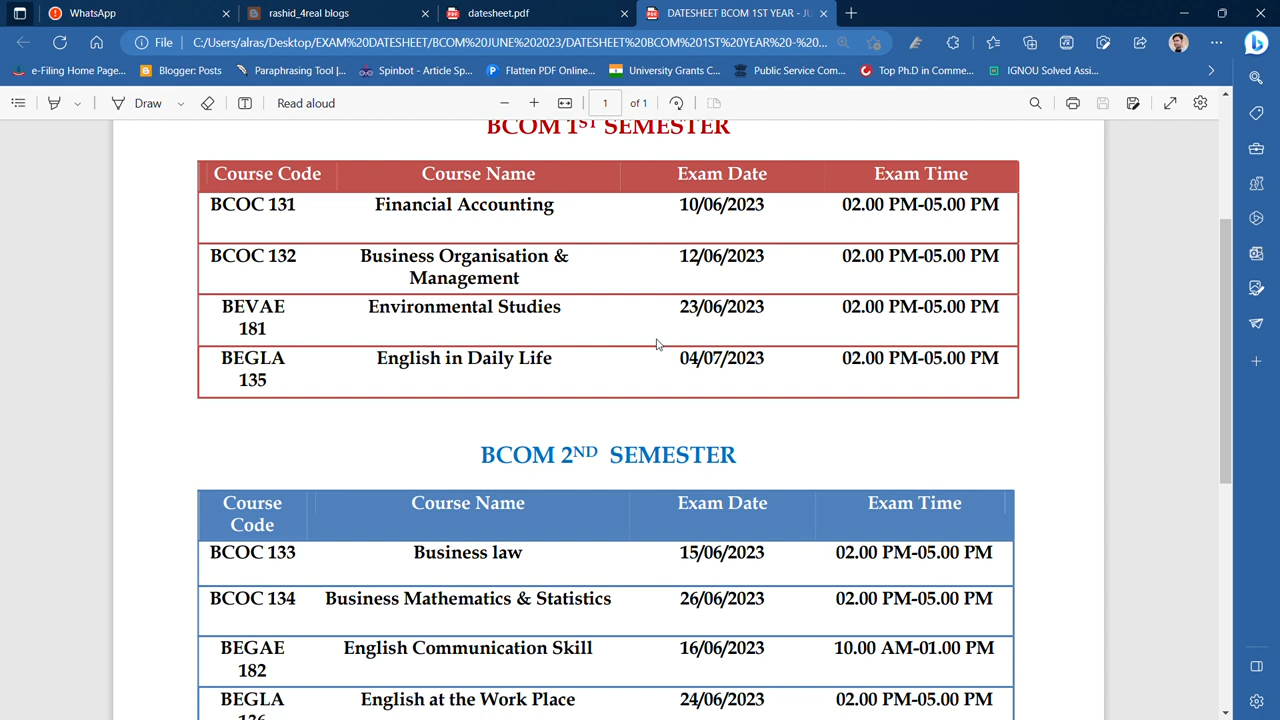 WhatsApp
rashid_4real blogs
datesheet.pdf
DATESHEET BCOM 1ST YEAR - JU
File
C:/Users/alras/Desktop/EXAM%20DATESHEET/BCOM%20JUNE%202023/DATESHEET%20BCOM%201ST%20YEAR%20-%20...
e-Filing Home Page...
Blogger: Posts
Paraphrasing Tool |...
Spinbot - Article Sp...
Flatten PDF Online...
University Grants C...
Public Service Com...
Top Ph.D in Comme...
IGNOU Solved Assi...
Draw
Read aloud
1 of 1
BCOM 1ST SEMESTER
Course Code Course Name Exam Date Exam Time
BCOC 131 Financial Accounting 10/06/2023 02.00 PM-05.00 PM
BCOC 132 Business Organisation & 12/06/2023 02.00 PM-05.00 PM
Management
BEVAE Environmental Studies 23/06/2023 02.00 PM-05.00 PM
181
BEGLA English in Daily Life 04/07/2023 02.00 PM-05.00 PM
135
BCOM 2ND SEMESTER
Course Course Name Exam Date Exam Time
Code
BCOC 133 Business law 15/06/2023 02.00 PM-05.00 PM
BCOC 134 Business Mathematics & Statistics 26/06/2023 02.00 PM-05.00 PM
BEGAE English Communication Skill 16/06/2023 10.00 AM-01.00 PM
182
BEGLA English at the Work Place 24/06/2023 02.00 PM-05.00 PM
136